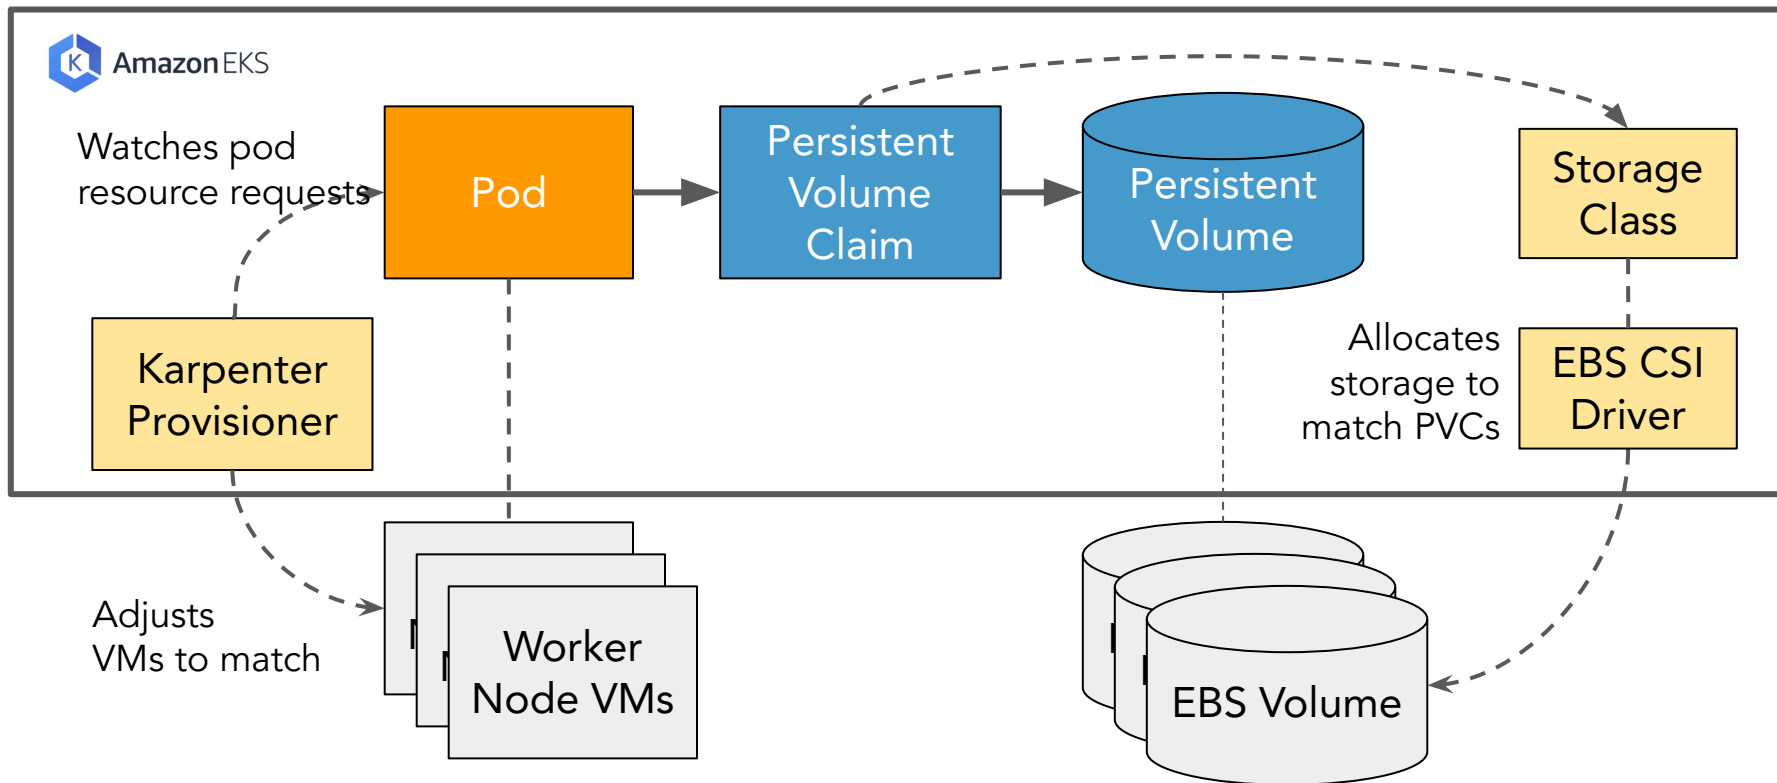 K
Amazon EKS
Watches pod
resource requests
Pod
Persistent
Volume
Claim
Persistent
Volume
Storage
Class
Karpenter
Provisioner
Allocates
storage to
match PVCs
EBS CSI
Driver
Adjusts
VMs to match
Worker
Node VMs
EBS Volume